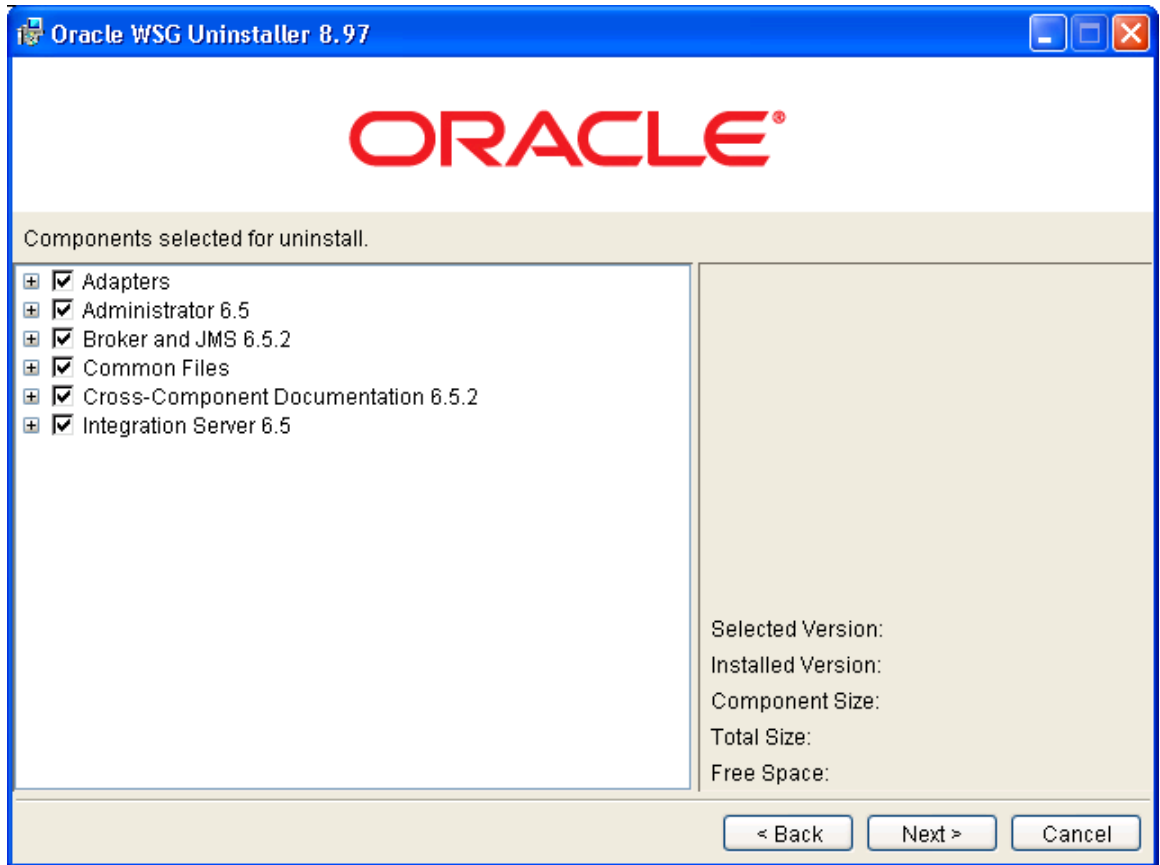 Oracle WSG Uninstaller 8.97
ORACLE®
Components selected for uninstall.
Adapters
Administrator 6.5
Broker and JMS 6.5.2
Common Files
Cross-Component Documentation 6.5.2
Integration Server 6.5
Selected Version:
Installed Version:
Component Size:
Total Size:
Free Space:
< Back Next > Cancel